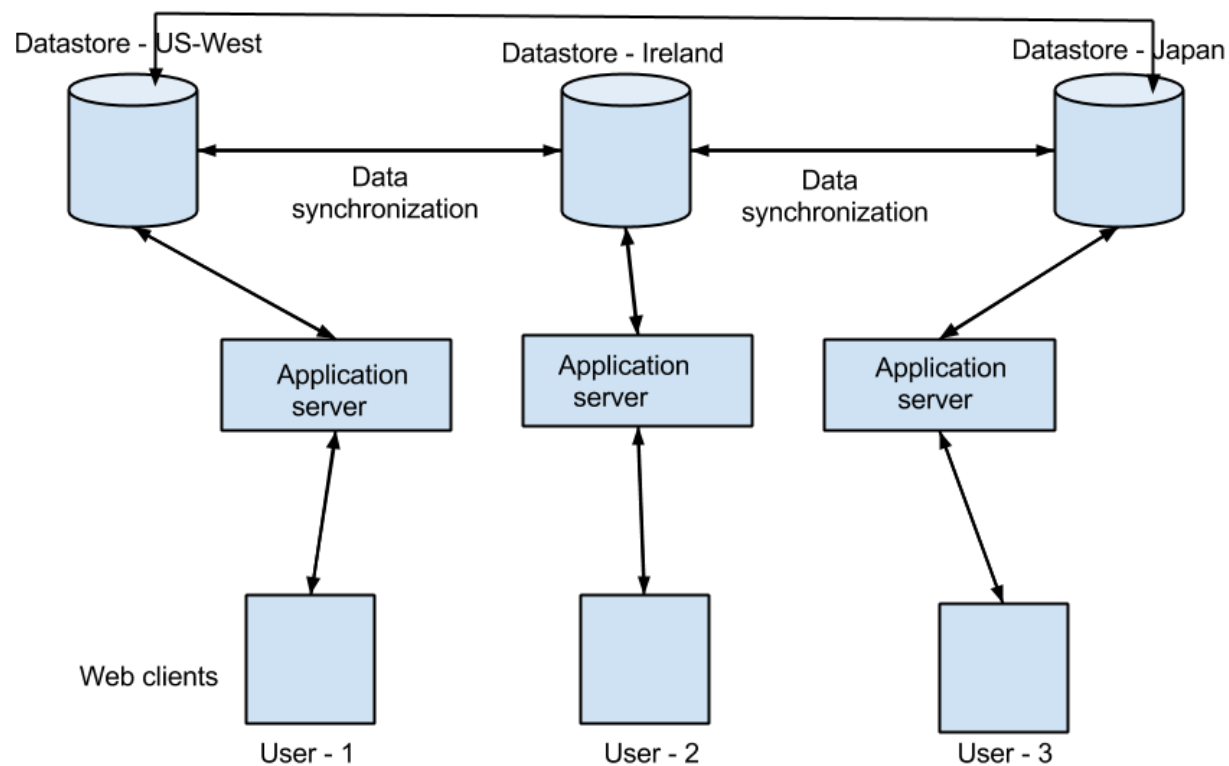 Datastore - US-West
Datastore - Ireland
Datastore - Japan
Data
synchronization
Data
synchronization
Application
server
Application
server
Application
server
Web clients
User - 1
User - 2
User - 3